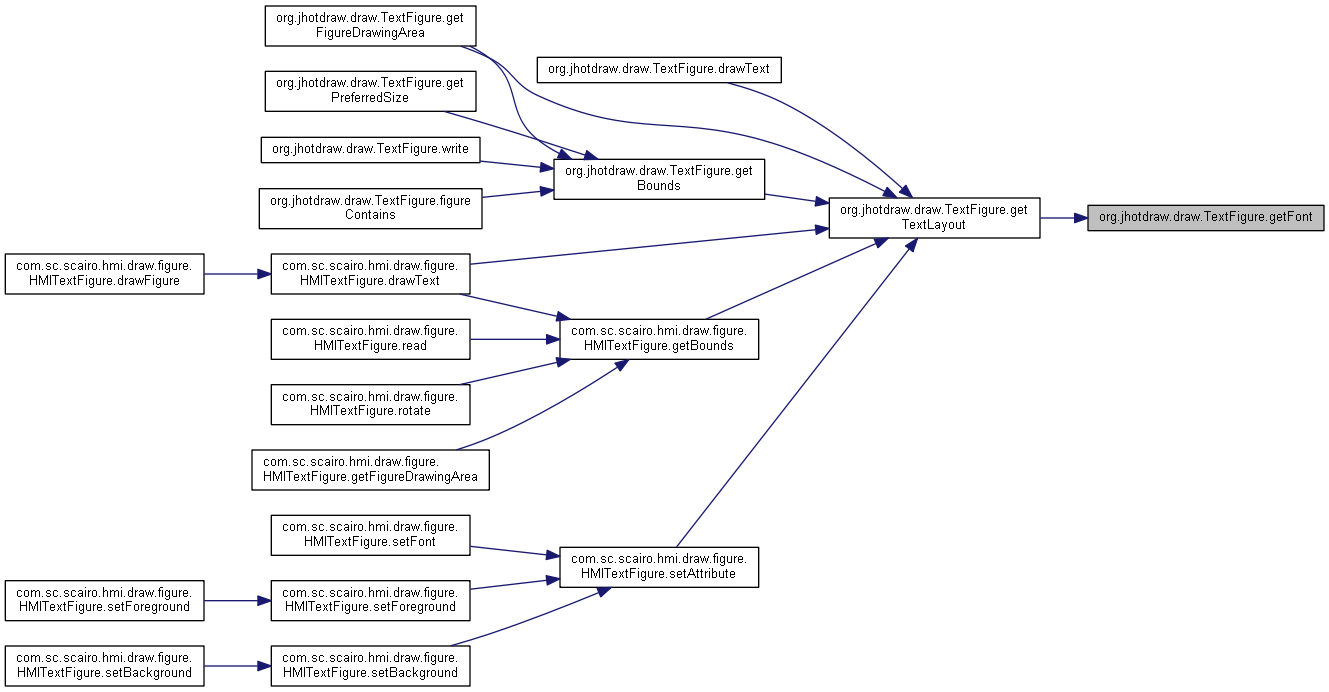 org.jhotdraw.draw.TextFigure.get
FigureDrawingArea
org.jhotdraw.draw.TextFigure.drawText
org.jhotdraw.draw.TextFigure.get
PreferredSize
org.jhotdraw.draw.TextFigure.write
org.jhotdraw.draw.TextFigure.get
Bounds
org.jhotdraw.draw.TextFigure.figure
Contains
org.jhotdraw.draw.TextFigure.get
TextLayout
org.jhotdraw.draw.TextFigure.getFont
com.sc.scairo.hmi.draw.figure.
HMITextFigure.drawFigure
com.sc.scairo.hmi.draw.figure.
HMITextFigure.drawText
com.sc.scairo.hmi.draw.figure.
HMITextFigure.read
com.sc.scairo.hmi.draw.figure.
HMITextFigure.getBounds
com.sc.scairo.hmi.draw.figure.
HMITextFigure.rotate
com.sc.scairo.hmi.draw.figure.
HMITextFigure.getFigureDrawingArea
com.sc.scairo.hmi.draw.figure.
HMITextFigure.setFont
com.sc.scairo.hmi.draw.figure.
HMITextFigure.setAttribute
com.sc.scairo.hmi.draw.figure.
HMITextFigure.setForeground
com.sc.scairo.hmi.draw.figure.
HMITextFigure.setForeground
com.sc.scairo.hmi.draw.figure.
HMITextFigure.setBackground
com.sc.scairo.hmi.draw.figure.
HMITextFigure.setBackground